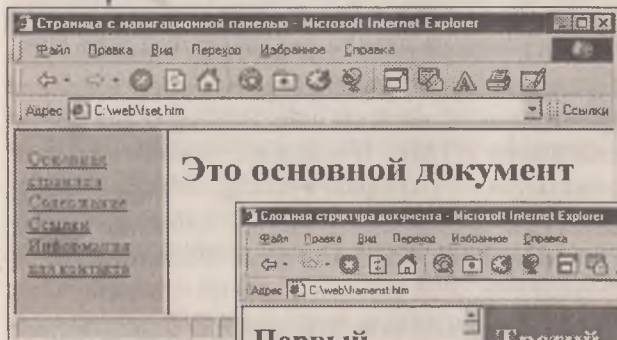 Страница с навигационной панелью - Microsoft Internet Explorer
Файл Правка Вид Переход Избранное Справка
Адрес C:\web\fset.htm Ссылки
Основная
страница
Содержание
Ссылки
Информация
для контакта
Это основной документ
Сложная структура документа - Microsoft Internet Explorer
Файл Правка Вид Переход Избранное Справка
Адрес C:\web\framenst.htm
Первый
Третий